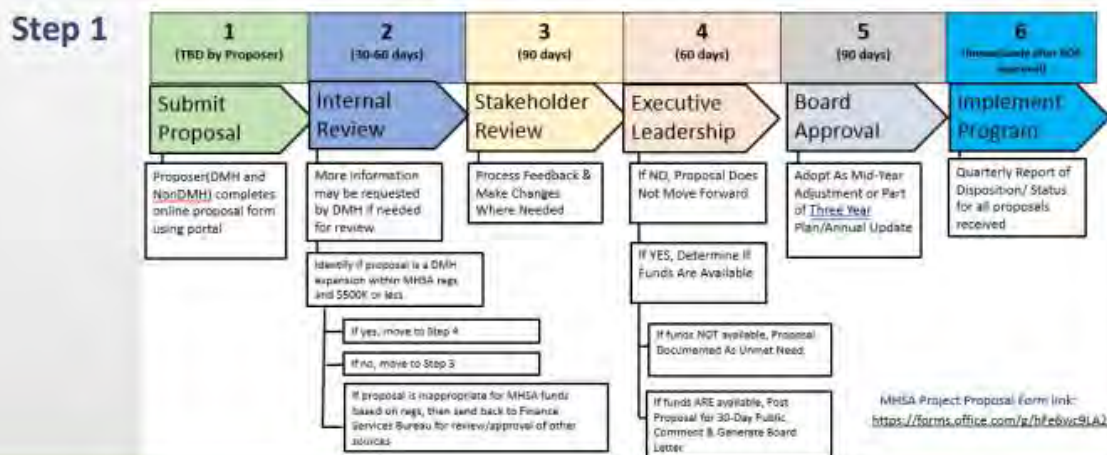 Step 1
1
(TBD by Proposer)
Submit
Proposal
Proposer(DMH and
NonDMH) completes
online proposal form
using portal
2
(30-60 days)
Internal
Review
More Information
may be requested
by DMH if needed
for review
Identify if proposal is a DMH
expansion within MHSA regs
and $500K or less
If yes, move to Step 4
If no, move to Step 3
If proposal is inappropriate for MHSA funds
based on regs, then send back to Finance
Services Bureau for review/approval of other
sources
3
(90 days)
Stakeholder
Review
Process Feedback &
Make Changes
Where Needed
4
(60 days)
Executive
Leadership
If NO, Proposal Does
Not Move Forward
If YES, Determine If
Funds Are Available
If funds NOT available, Proposal
Documented As Unmet Need
If funds ARE available, Post
Proposal for 30-Day Public
Comment & Generate Board
Letter
5
(90 days)
Board
Approval
Adopt As Mid-Year
Adjustment or Part
of Three Year
Plan/Annual Update
6
(Immediately after BOS
approval)
Implement
Program
Quarterly Report of
Disposition/ Status
for all proposals
received
MHSA Project Proposal Form link: